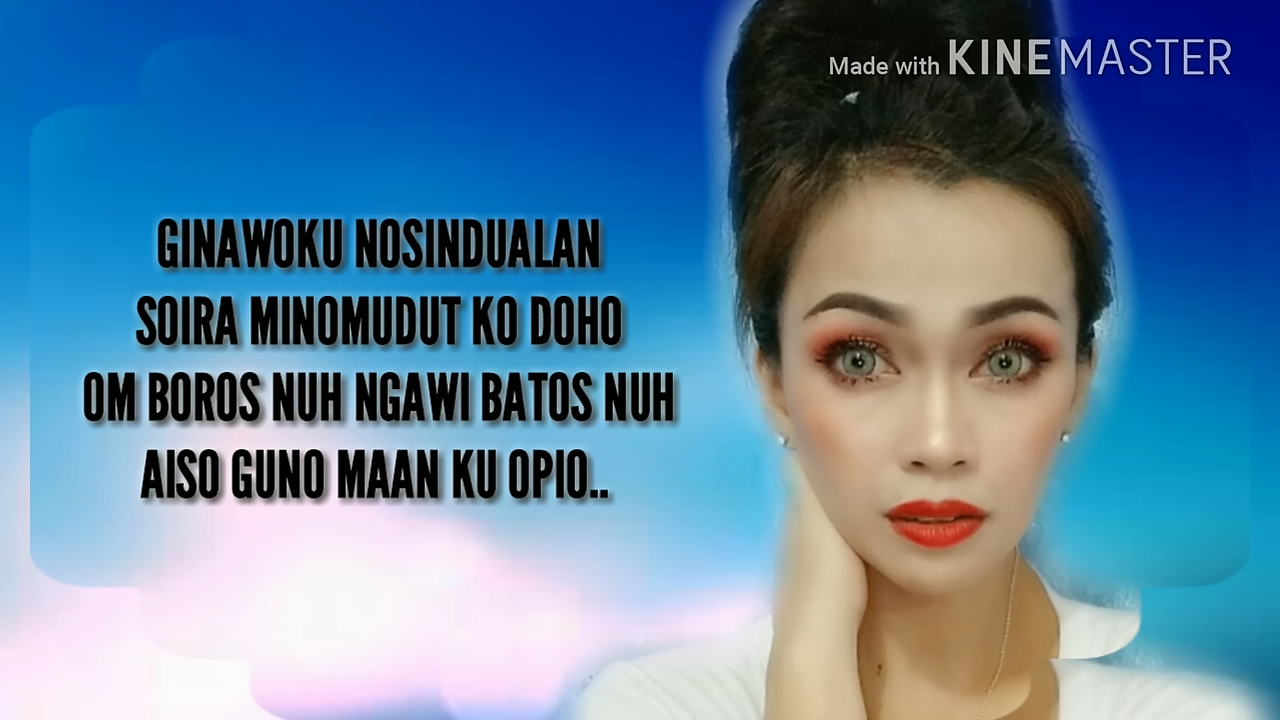 Made with KINEMASTER
GINAWOKU NOSINDUALAN
SOIRA MINOMUDUT KO DOHO
OM BOROS NUH NGAWI BATOS NUH
AISO GUNO MAAN KU OPIO..